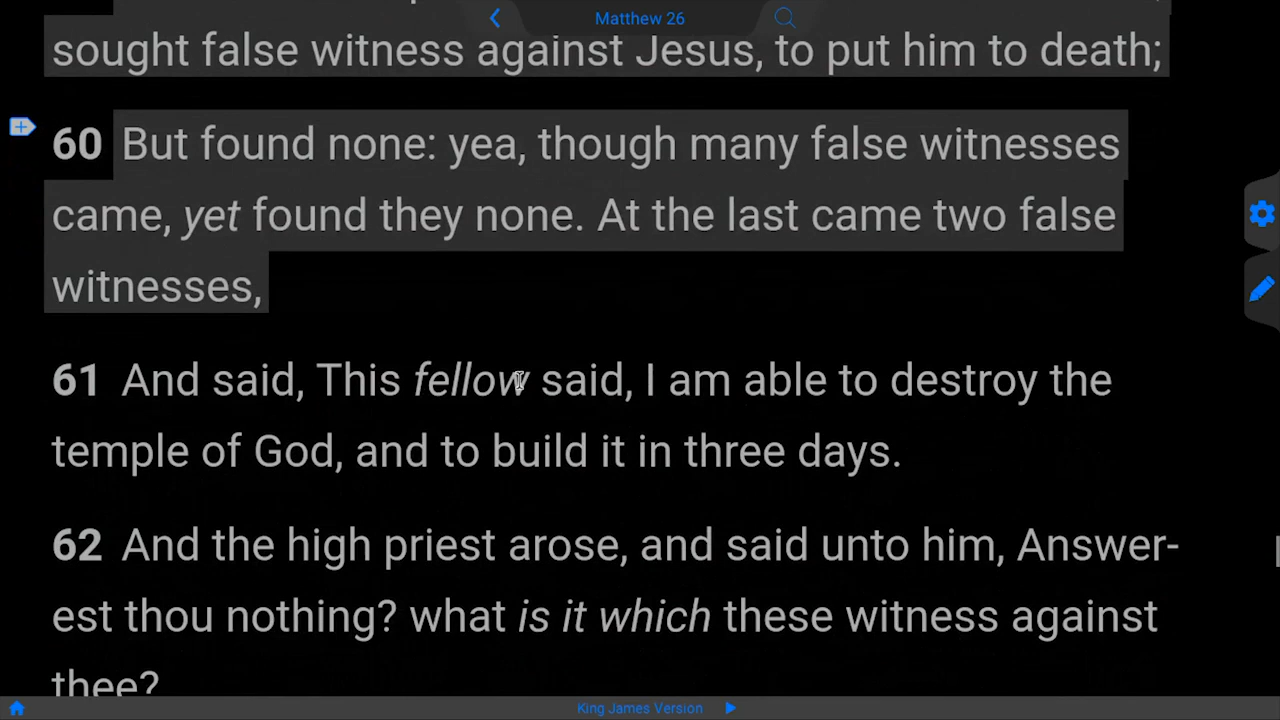 Matthew 26
sought false witness against Jesus, to put him to death;
60 But found none: yea, though many false witnesses
came, yet found they none. At the last came two false
witnesses,
61 And said, This fellow said, I am able to destroy the
temple of God, and to build it in three days.
62 And the high priest arose, and said unto him, Answer-
est thou nothing? what is it which these witness against
thee?
King James Version